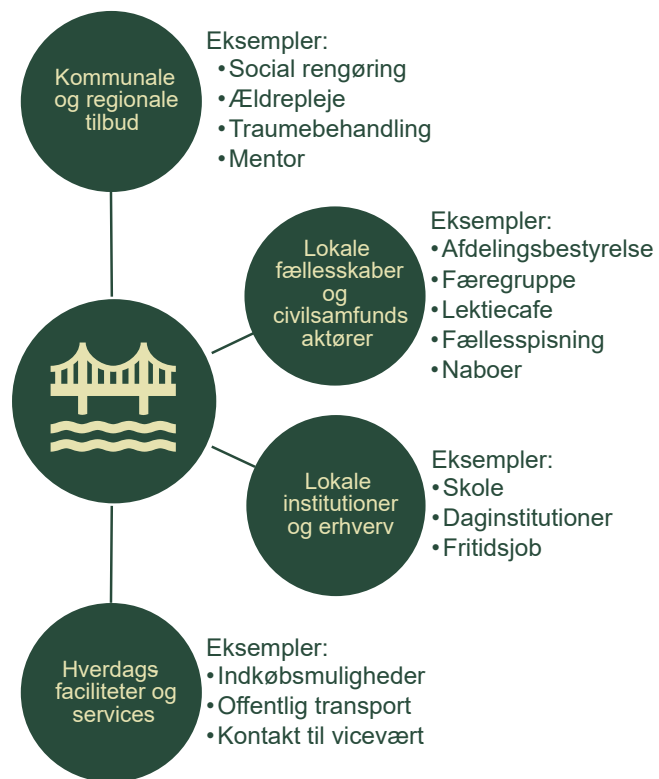 Kommunale
og regionale
tilbud
Eksempler:
•Social rengøring
•Ældrepleje
•Traumebehandling
•Mentor
Lokale
fællesskaber
og
civilsamfunds
aktører
Eksempler:
•Afdelingsbestyrelse
•Færegruppe
•Lektiecafe
•Fællesspisning
•Naboer
Lokale
institutioner
og erhverv
Eksempler:
•Skole
•Daginstitutioner
•Fritidsjob
Hverdags-
faciliteter og
services
Eksempler:
•Indkøbsmuligheder
•Offentlig transport
•Kontakt til vicevært